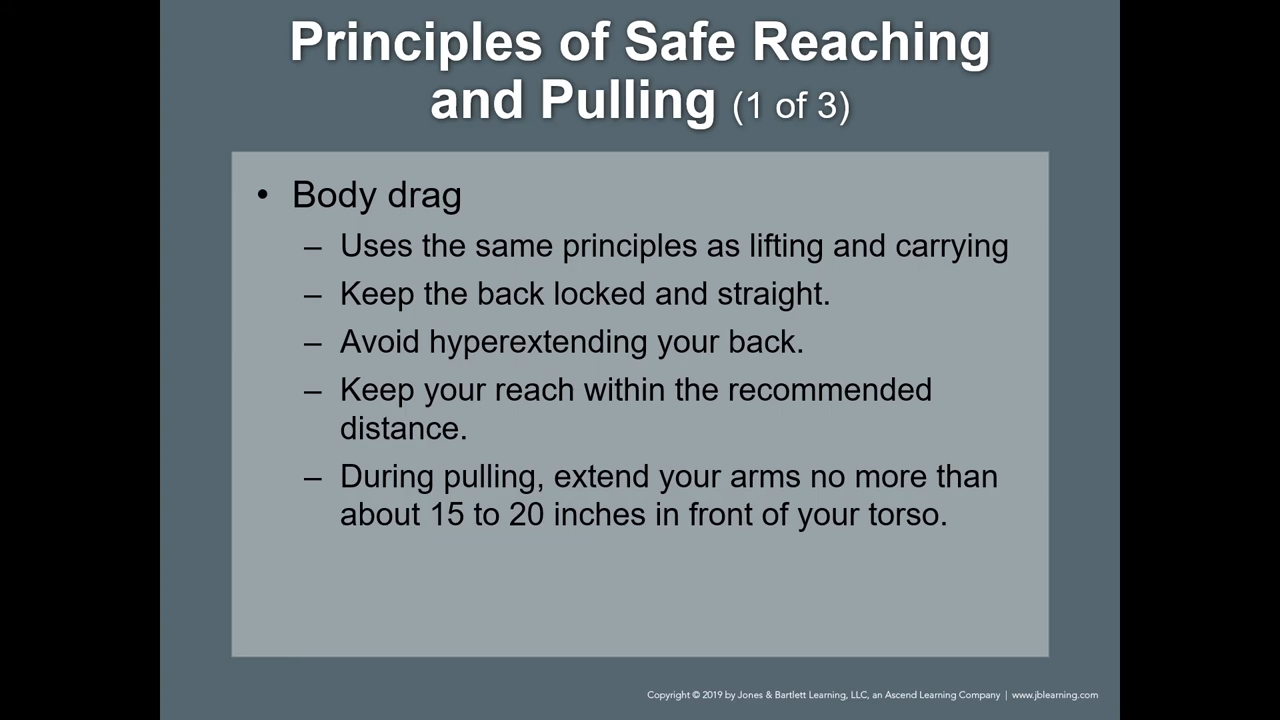 Principles of Safe Reaching
and Pulling (1 of 3)
• Body drag
– Uses the same principles as lifting and carrying
– Keep the back locked and straight.
– Avoid hyperextending your back.
– Keep your reach within the recommended
distance.
– During pulling, extend your arms no more than
about 15 to 20 inches in front of your torso.
Copyright © 2019 by Jones & Bartlett Learning, LLC, an Ascend Learning Company | www.jblearning.com